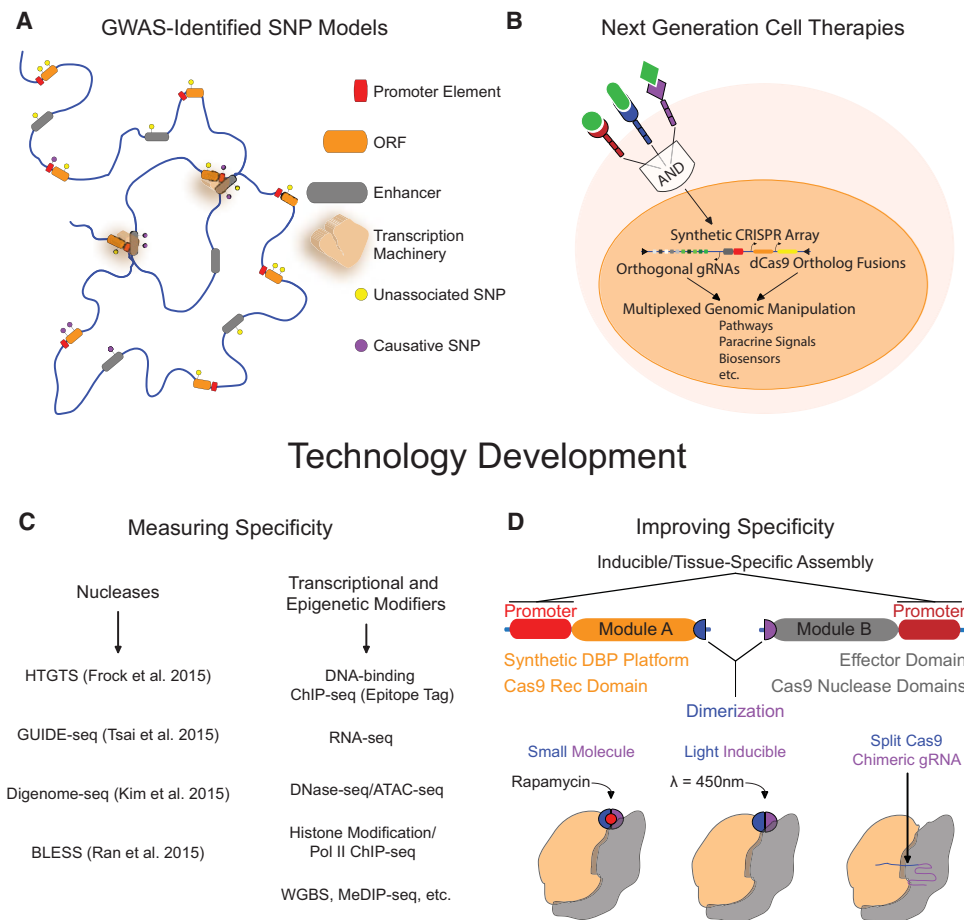 A
GWAS-Identified SNP Models
Promoter Element
ORF
Enhancer
Transcription
Machinery
Unassociated SNP
Causative SNP
B
Next Generation Cell Therapies
AND
Synthetic CRISPR Array
Orthogonal gRNAs
dCas9 Ortholog Fusions
Multiplexed Genomic Manipulation
Pathways
Paracrine Signals
Biosensors
etc.
Technology Development
C
Measuring Specificity
Nucleases
HTGTS (Frock et al. 2015)
GUIDE-seq (Tsai et al. 2015)
Digenome-seq (Kim et al. 2015)
BLESS (Ran et al. 2015)
Transcriptional and
Epigenetic Modifiers
DNA-binding
ChIP-seq (Epitope Tag)
RNA-seq
DNase-seq/ATAC-seq
Histone Modification/
Pol II ChIP-seq
WGBS, MeDIP-seq, etc.
D
Improving Specificity
Inducible/Tissue-Specific Assembly
Promoter
Module A
Module B
Promoter
Synthetic DBP Platform
Cas9 Rec Domain
Effector Domain
Cas9 Nuclease Domains
Dimerization
Small Molecule
Rapamycin
Light Inducible
λ = 450nm
Split Cas9
Chimeric gRNA